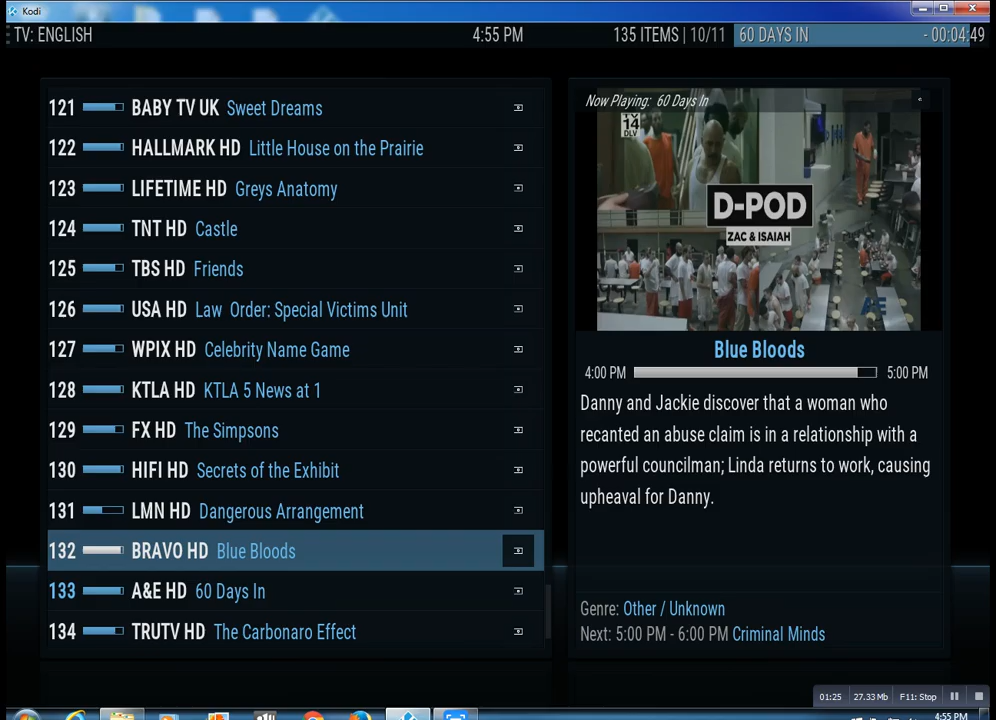 Kodi
TV: ENGLISH
4:55 PM
135 ITEMS | 10/11
60 DAYS IN
- 00:04:49
121 BABY TV UK Sweet Dreams
122 HALLMARK HD Little House on the Prairie
123 LIFETIME HD Greys Anatomy
124 TNT HD Castle
125 TBS HD Friends
126 USA HD Law Order: Special Victims Unit
127 WPIX HD Celebrity Name Game
128 KTLA HD KTLA 5 News at 1
129 FX HD The Simpsons
130 HIFI HD Secrets of the Exhibit
131 LMN HD Dangerous Arrangement
132 BRAVO HD Blue Bloods
133 A&E HD 60 Days In
134 TRUTV HD The Carbonaro Effect
Now Playing: 60 Days In
TV
14
DLV
D-POD
ZAC & ISAIAH
A&E
Blue Bloods
4:00 PM 5:00 PM
Danny and Jackie discover that a woman who
recanted an abuse claim is in a relationship with a
powerful councilman; Linda returns to work, causing
upheaval for Danny.
Genre: Other / Unknown
Next: 5:00 PM - 6:00 PM Criminal Minds
01:25 27.33 Mb F11: Stop
4:55 PM